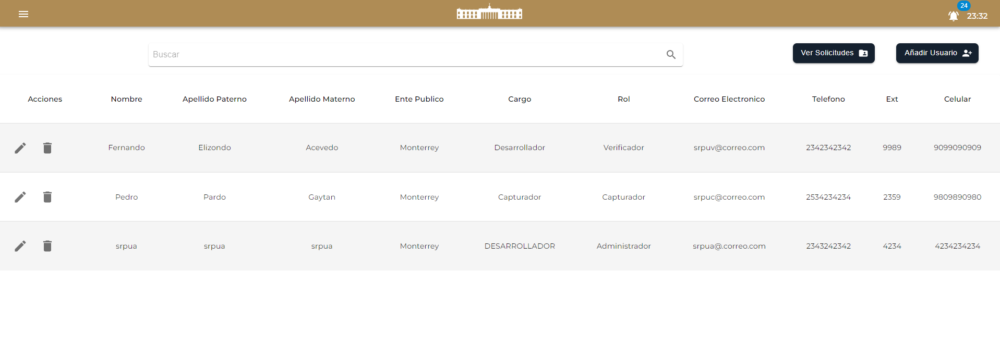 24
23:32
Buscar
Ver Solicitudes
Añadir Usuario
Acciones Nombre Apellido Paterno Apellido Materno Ente Publico Cargo Rol Correo Electronico Telefono Ext Celular
Fernando Elizondo Acevedo Monterrey Desarrollador Verificador srpuv@correo.com 2342342342 9989 9099090909
Pedro Pardo Gaytan Monterrey Capturador Capturador srpuc@correo.com 2534234234 2359 9809890980
srpua srpua srpua Monterrey DESARROLLADOR Administrador srpua@.correo.com 2343242342 4234 4234234234